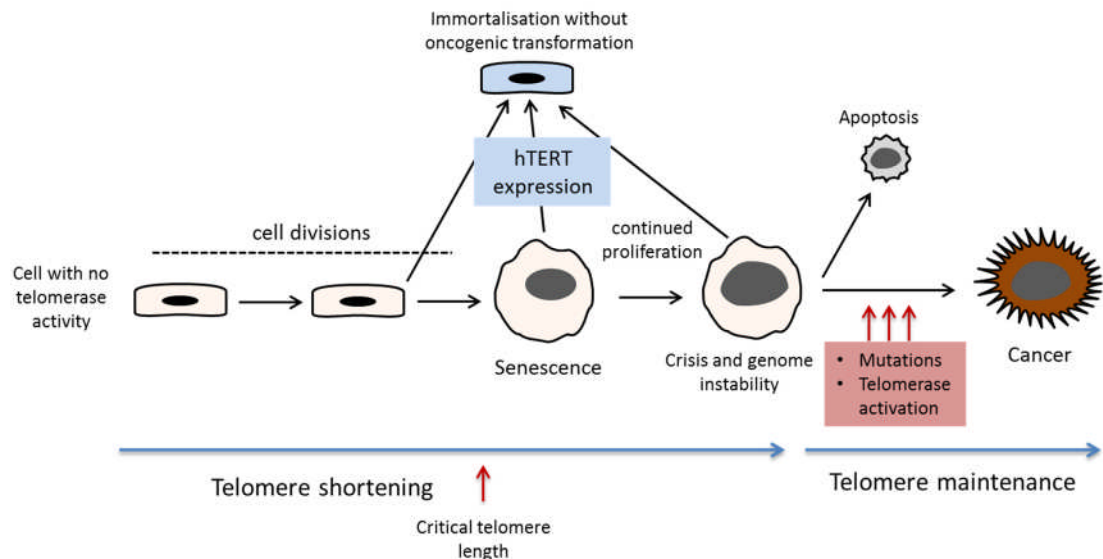 Immortalisation without
oncogenic transformation
Apoptosis
hTERT
expression
cell divisions
continued
proliferation
Cell with no
telomerase
activity
Senescence
Crisis and genome
instability
• Mutations
• Telomerase
activation
Cancer
Telomere shortening
Telomere maintenance
Critical telomere
length